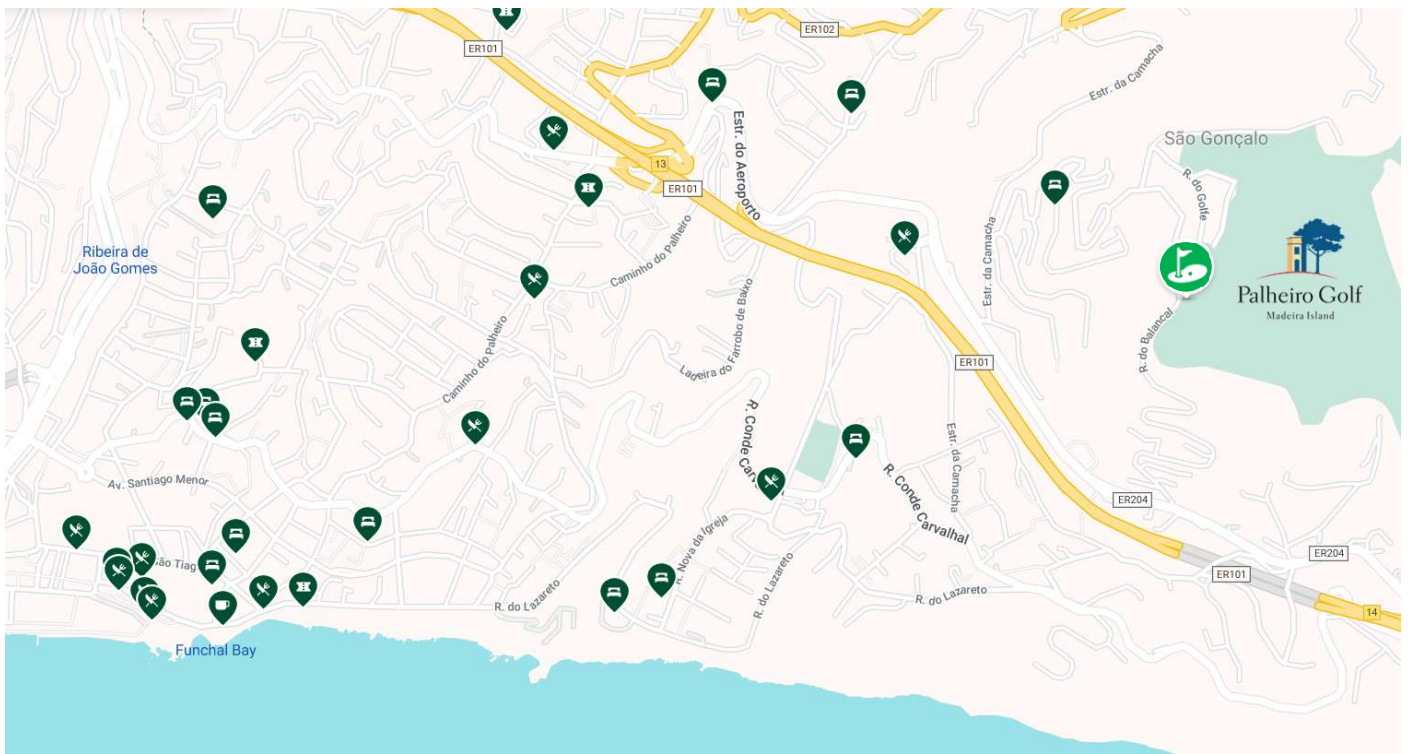 ER101
ER102
Estr. da Camacha
São Gonçalo
13
ER101
Estr. do Aeroporto
R. do Golfe
Ribeira de
João Gomes
Caminho do Palheiro
Estr. da Camacha
Palheiro Golf
Madeira Island
Ladeira do Farrobo de Baixo
R. do Balancal
Caminho do Palheiro
ER101
R. Conde Carv
Estr. da Camacha
Av. Santiago Menor
R. Conde Carvalhal
ER204
R. Nova da Igreja
São Tiag
ER204
ER101
R. do Lazareto
R. do Lazareto
R. do Lazareto
14
Funchal Bay